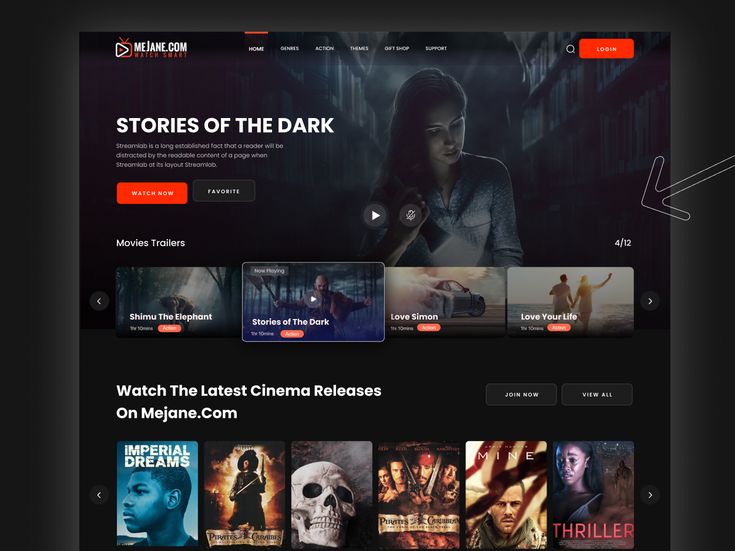 MEJANE.COM
WATCH SMART
HOME
GENRES
ACTION
THEMES
GIFT SHOP
SUPPORT
LOGIN
STORIES OF THE DARK
Streamlab is a long established fact that a reader will be
distracted by the readable content of a page when
Streamlab at its layout Streamlab.
WATCH NOW
FAVORITE
Movies Trailers
4/12
Shimu The Elephant
1hr 10mins
Action
Now Playing
Stories of The Dark
1hr 10mins
Action
Love Simon
1hr 10mins
Action
Love Your Life
1hr 10mins
Action
Watch The Latest Cinema Releases
On Mejane.Com
JOIN NOW
VIEW ALL
IMPERIAL
DREAMS
PIRATES of the CARIBBEAN
PIRATES of the CARIBBEAN
MINE
THRILLER